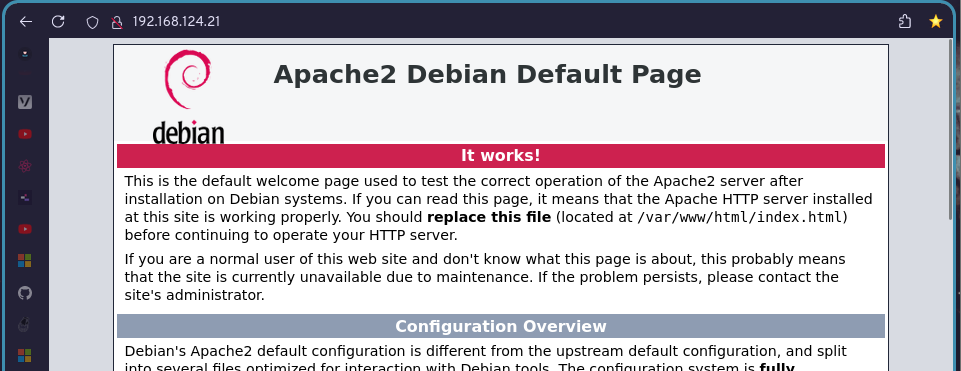 192.168.124.21
Apache2 Debian Default Page
debian
It works!
This is the default welcome page used to test the correct operation of the Apache2 server after
installation on Debian systems. If you can read this page, it means that the Apache HTTP server installed
at this site is working properly. You should replace this file (located at /var/www/html/index.html)
before continuing to operate your HTTP server.
If you are a normal user of this web site and don't know what this page is about, this probably means
that the site is currently unavailable due to maintenance. If the problem persists, please contact the
site's administrator.
Configuration Overview
Debian's Apache2 default configuration is different from the upstream default configuration, and split
into several files optimized for interaction with Debian tools. The configuration system is fully